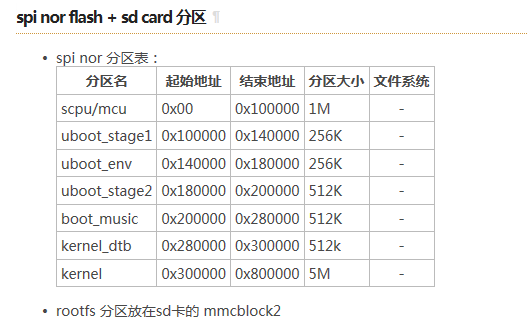 spi nor flash + sd card 分区 ¶
• spi nor 分区表：
分区名 起始地址 结束地址 分区大小 文件系统
scpu/mcu 0x00 0x100000 1M -
uboot_stage1 0x100000 0x140000 256K -
uboot_env 0x140000 0x180000 256K -
uboot_stage2 0x180000 0x200000 512K -
boot_music 0x200000 0x280000 512K -
kernel_dtb 0x280000 0x300000 512k -
kernel 0x300000 0x800000 5M -
• rootfs 分区放在sd卡的 mmcblock2